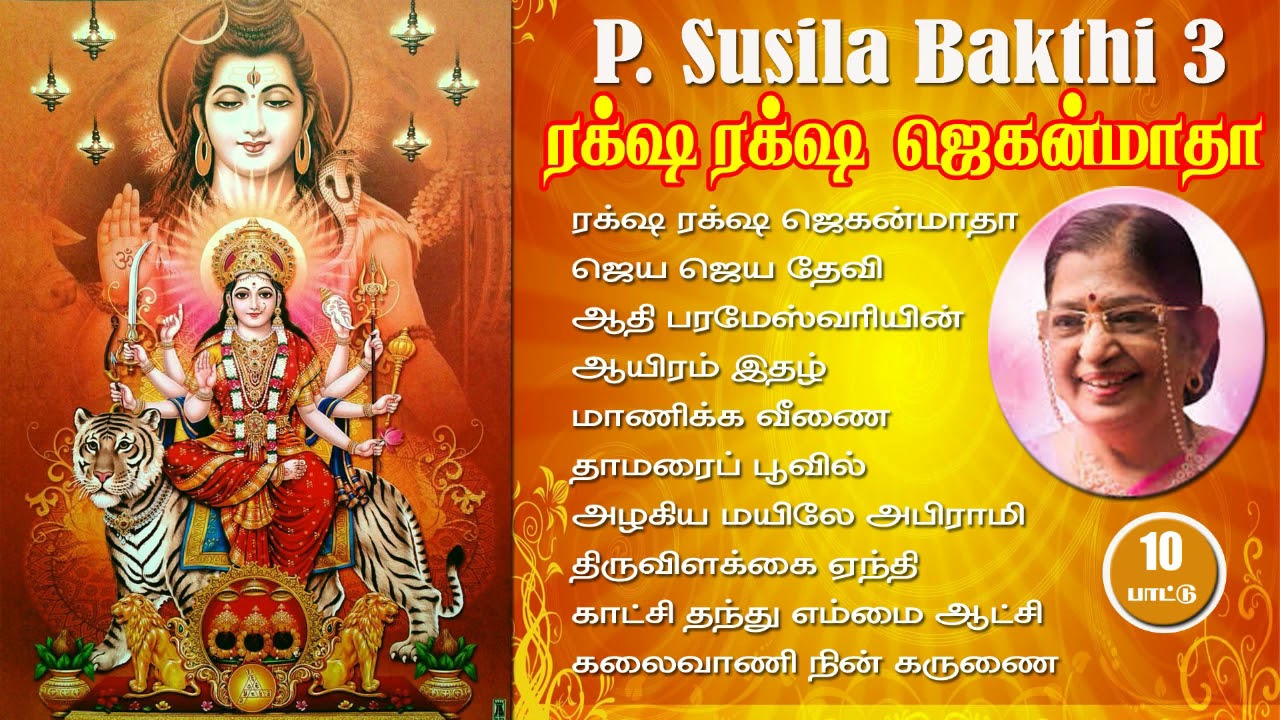 P. Susila Bakthi 3
ரக்ஷ ரக்ஷ ஜெகன்மாதா
ரக்ஷ ரக்ஷ ஜெகன்மாதா
ஜெய ஜெய தேவி
ஆதி பரமேஸ்வரியின்
ஆயிரம் இதழ்
மாணிக்க வீணை
தாமரைப் பூவில்
அழகிய மயிலே அபிராமி
திருவிளக்கை ஏந்தி
காட்சி தந்து எம்மை ஆட்சி
கலைவாணி நின் கருணை
10
பாட்டு
ॐ